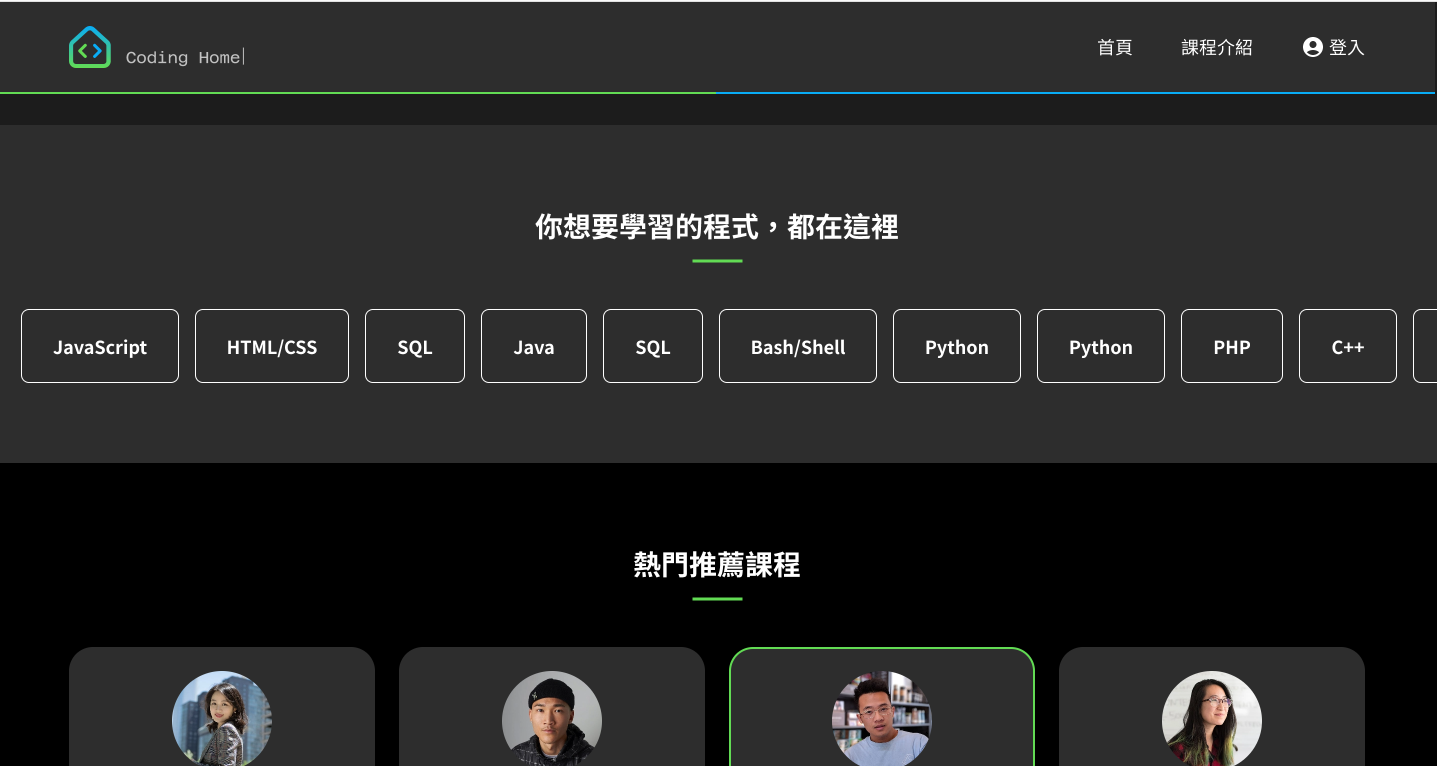 Coding Home
首頁
課程介紹
登入
你想要學習的程式，都在這裡
JavaScript
HTML/CSS
SQL
Java
SQL
Bash/Shell
Python
Python
PHP
C++
熱門推薦課程